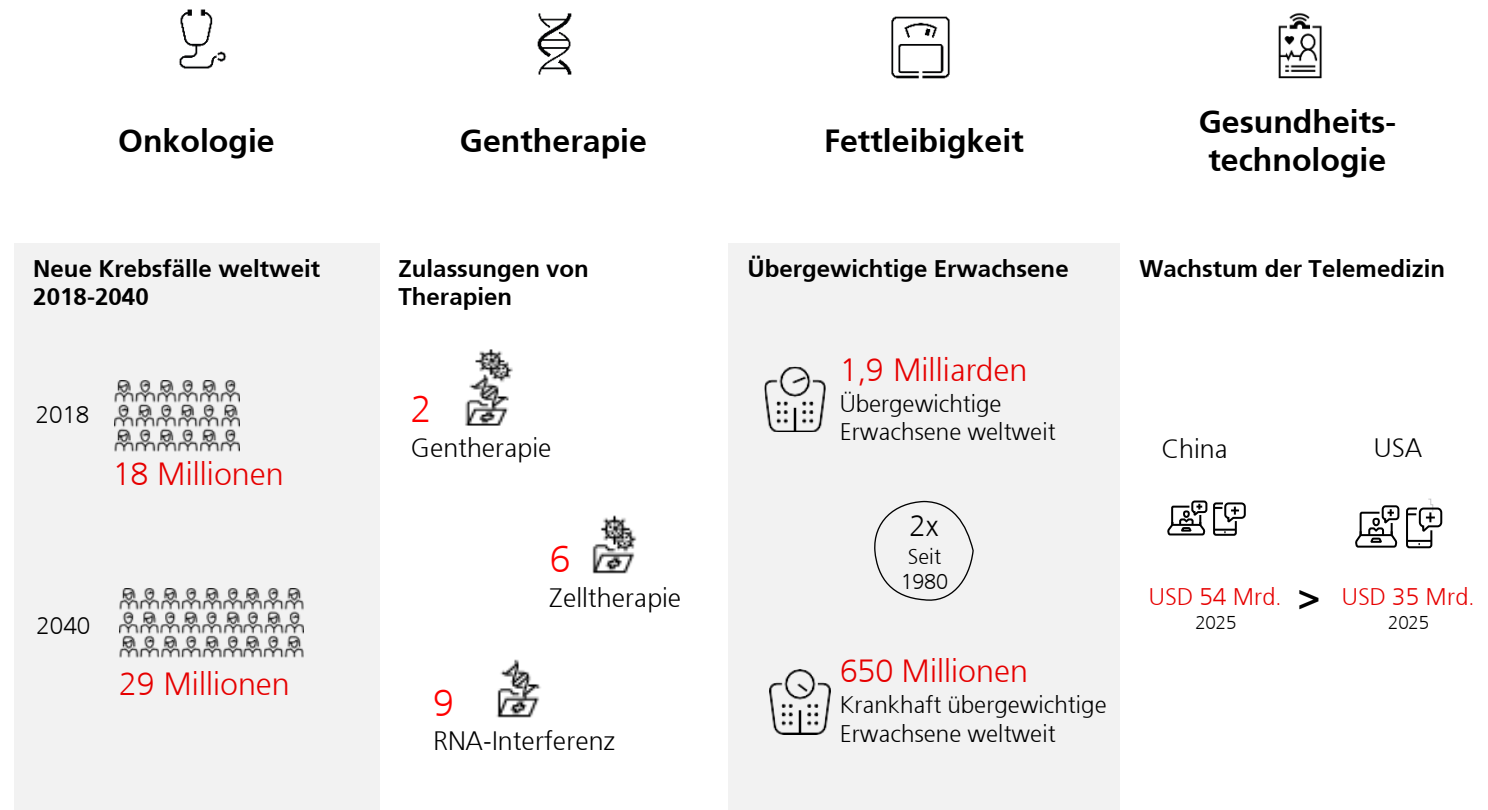 Onkologie
Gentherapie
Fettleibigkeit
Gesundheits-
technologie
Neue Krebsfälle weltweit
2018-2040
2018
18 Millionen
2040
29 Millionen
Zulassungen von
Therapien
2
Gentherapie
6
Zelltherapie
9
RNA-Interferenz
Übergewichtige Erwachsene
1,9 Milliarden
Übergewichtige
Erwachsene weltweit
2x
Seit
1980
650 Millionen
Krankhaft übergewichtige
Erwachsene weltweit
Wachstum der Telemedizin
China
USA
USD 54 Mrd. > USD 35 Mrd.
2025
2025